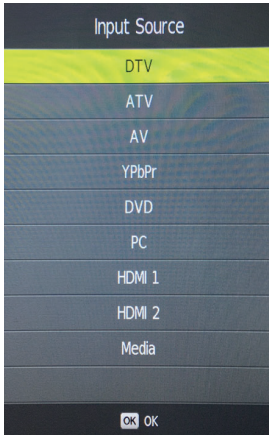 Input Source
DTV
ATV
AV
YPbPr
DVD
PC
HDMI 1
HDMI 2
Media
OK OK